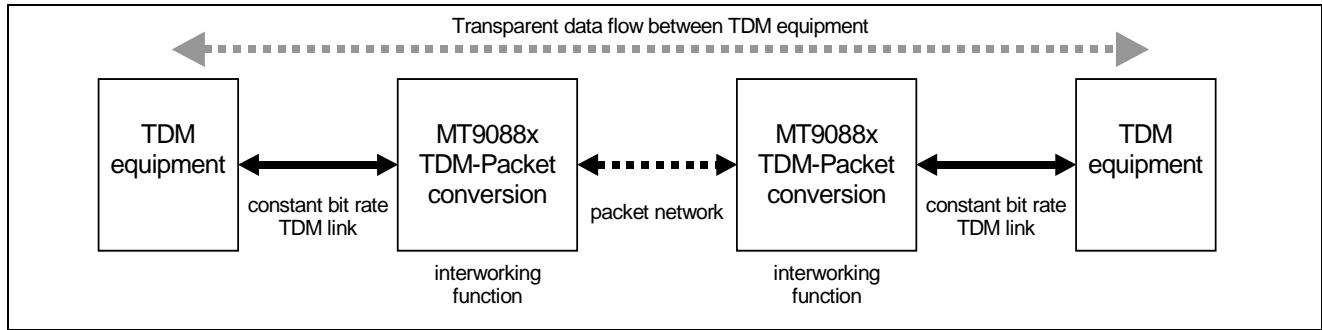 Transparent data flow between TDM equipment
TDM
equipment
constant bit rate
TDM link
MT9088x
TDM-Packet
conversion
interworking
function
packet network
MT9088x
TDM-Packet
conversion
interworking
function
constant bit rate
TDM link
TDM
equipment